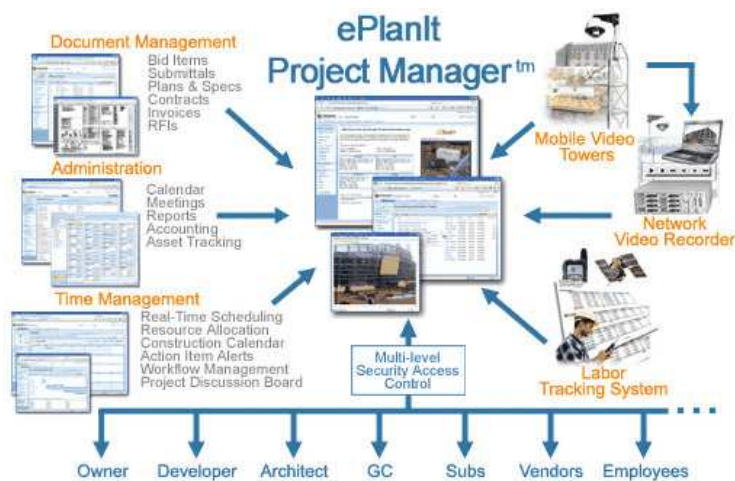 ePlanIt
Project Manager™
Document Management
Bid Items
Submittals
Plans & Specs
Contracts
Invoices
RFIs
Administration
Calendar
Meetings
Reports
Accounting
Asset Tracking
Time Management
Real-Time Scheduling
Resource Allocation
Construction Calendar
Action Item Alerts
Workflow Management
Project Discussion Board
Mobile Video
Towers
Network
Video Recorder
Labor
Tracking System
Multi-level
Security Access
Control
Owner
Developer
Architect
GC
Subs
Vendors
Employees